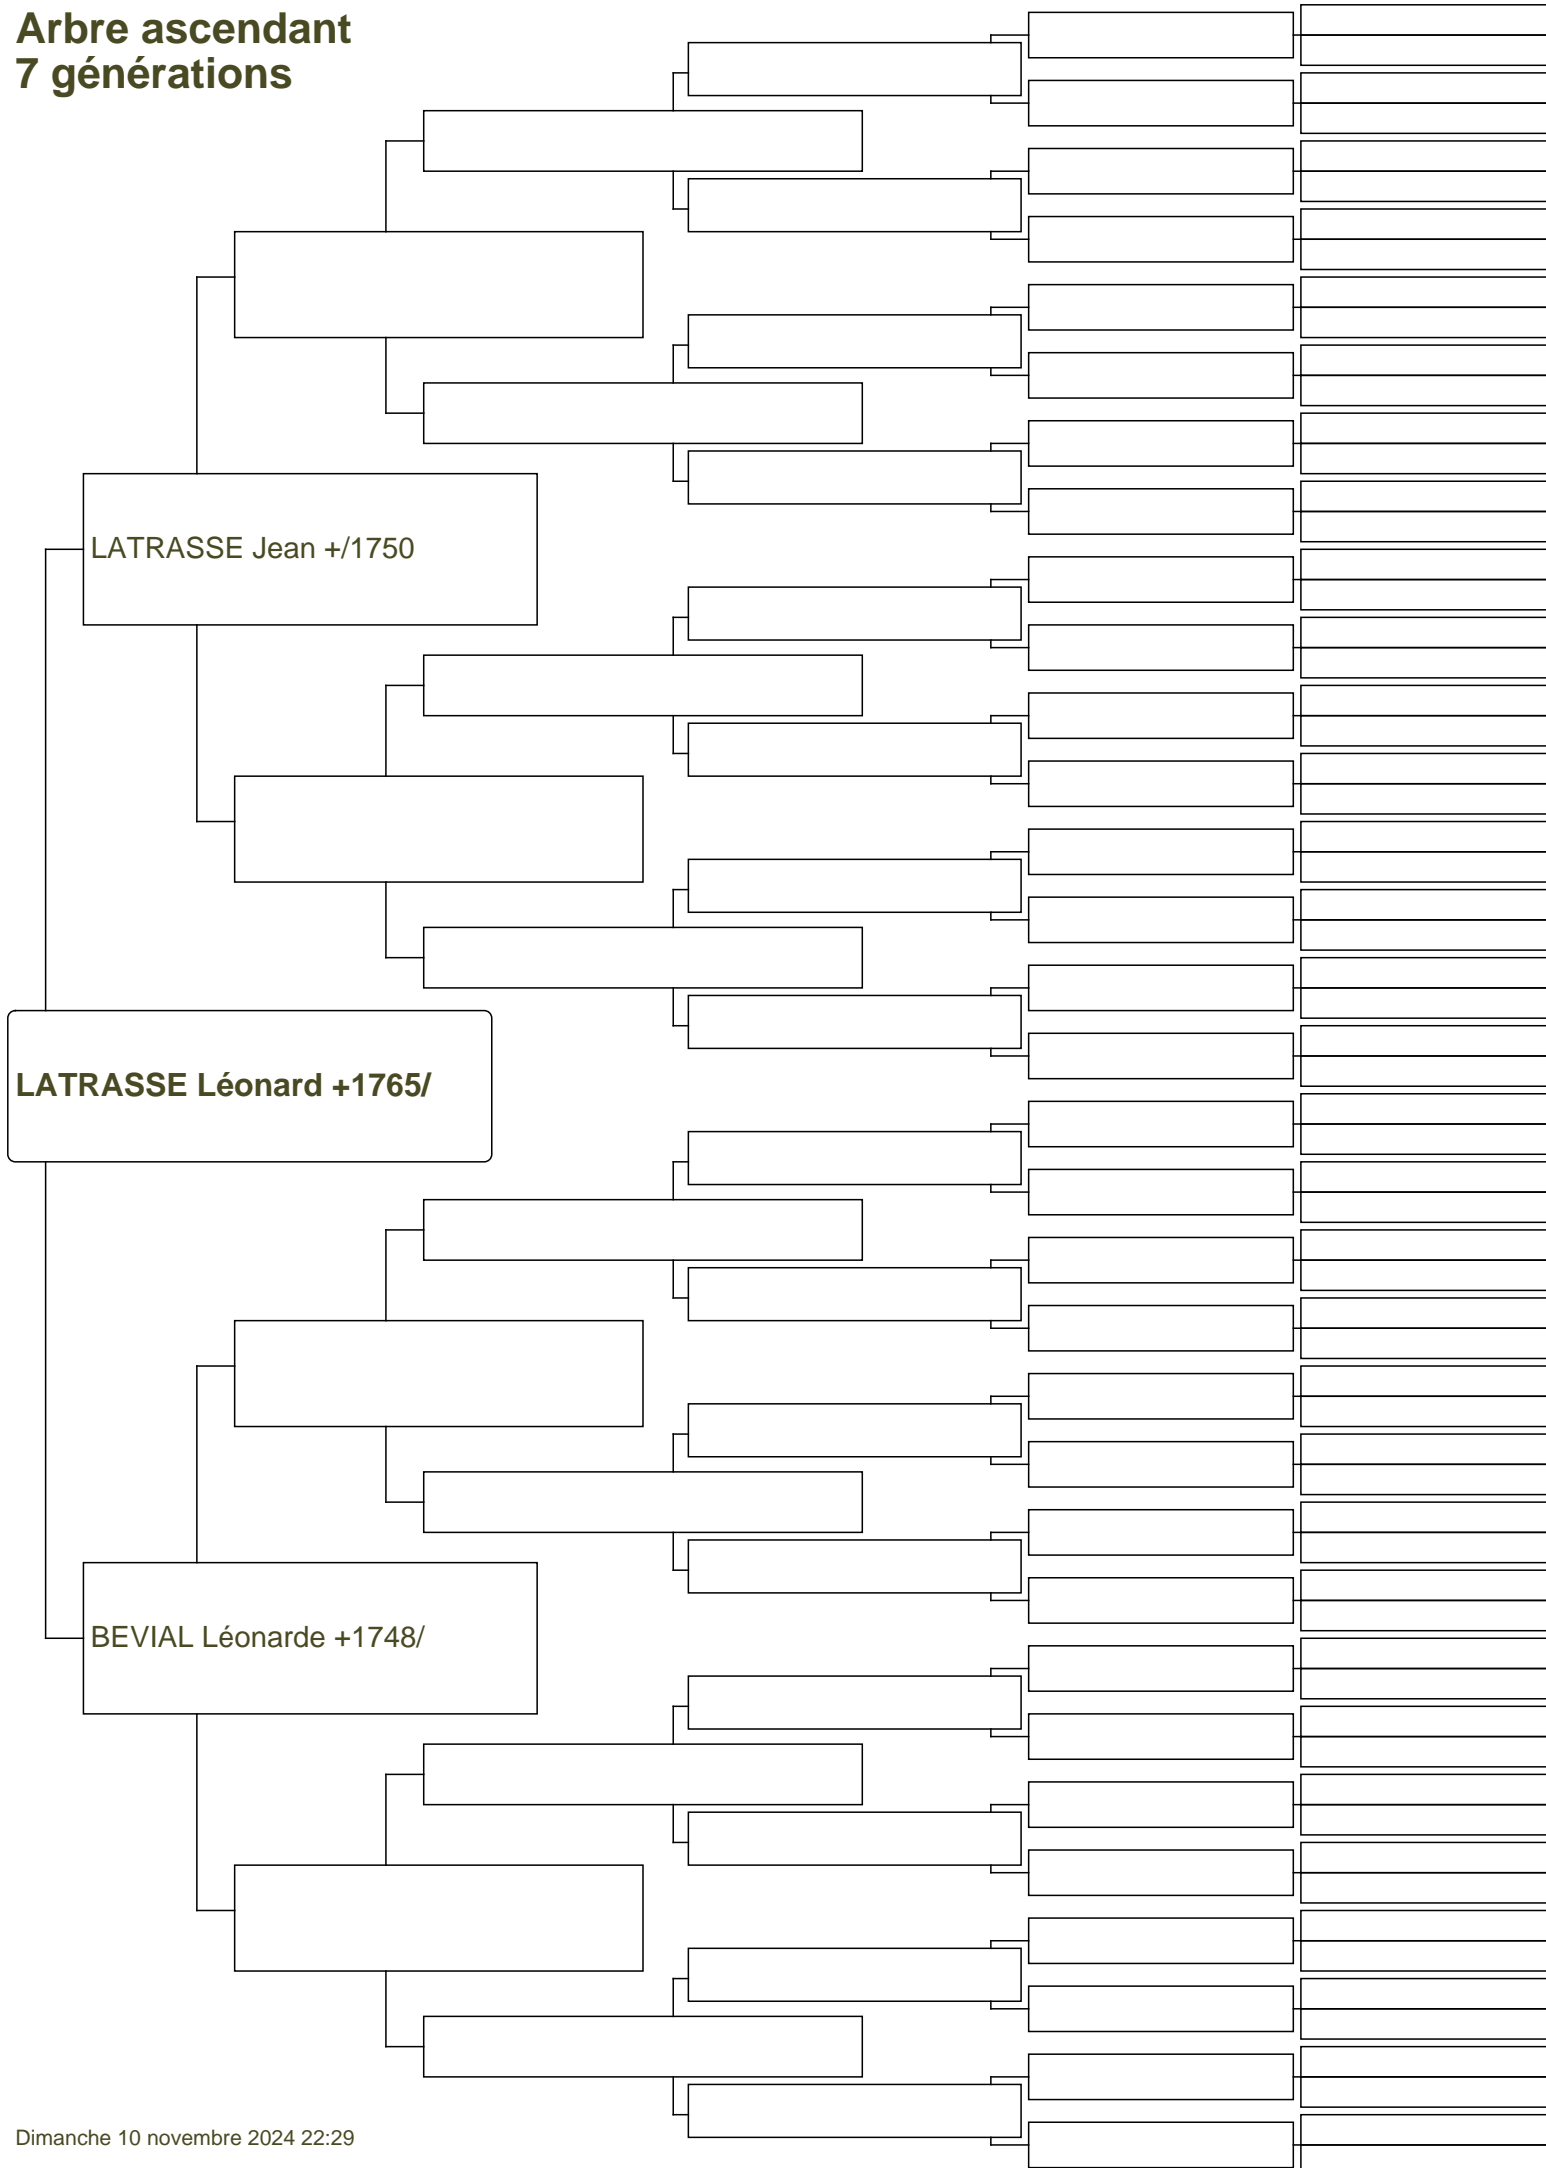 Arbre ascendant
7 générations
LATRASSE Jean +/1750
LATRASSE Léonard +1765/
BEVIAL Léonarde +1748/
Dimanche 10 novembre 2024 22:29